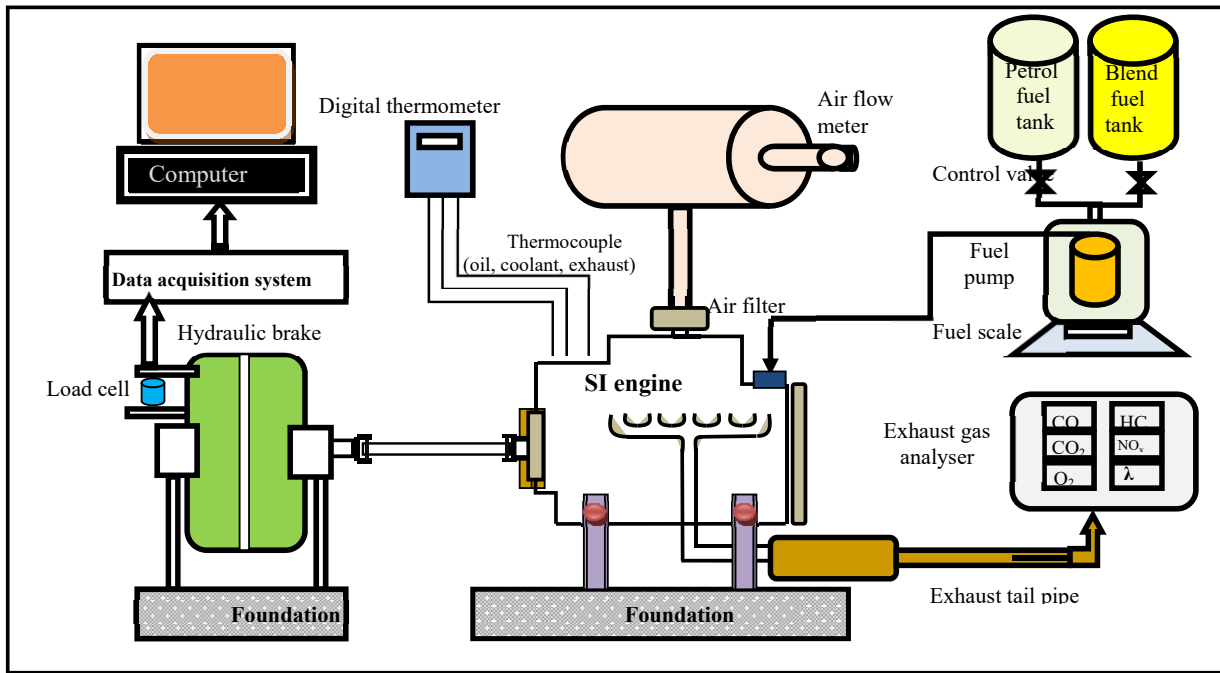 Computer
Digital thermometer
Air flow
meter
Petrol
fuel
tank
Blend
fuel
tank
Control valve
Thermocouple
(oil, coolant, exhaust)
Fuel
pump
Data acquisition system
Air filter
Fuel scale
Hydraulic brake
Load cell
SI engine
Exhaust gas
analyser
CO
HC
CO₂
NOₓ
O₂
λ
Exhaust tail pipe
Foundation
Foundation